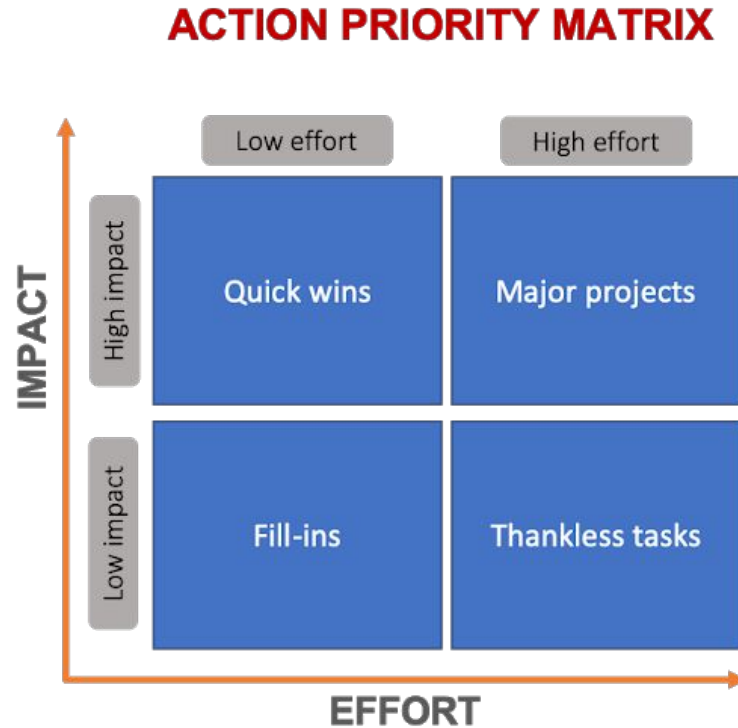 ACTION PRIORITY MATRIX
Low effort
High effort
IMPACT
High impact
Quick wins
Major projects
Low impact
Fill-ins
Thankless tasks
EFFORT